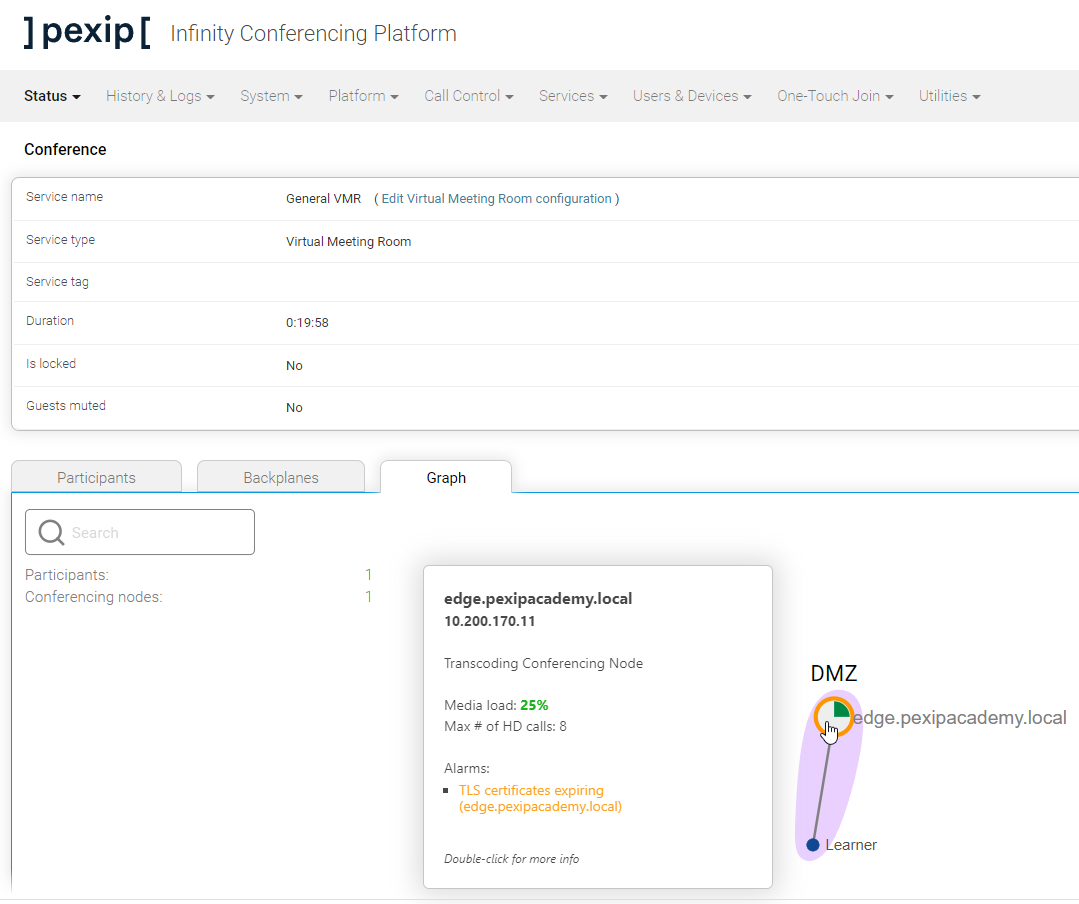 ]pexip[ Infinity Conferencing Platform
Status History & Logs System Platform Call Control Services Users & Devices One-Touch Join Utilities
Conference
Service name General VMR ( Edit Virtual Meeting Room configuration )
Service type Virtual Meeting Room
Service tag
Duration 0:19:58
Is locked No
Guests muted No
Participants Backplanes Graph
Search
Participants: 1
Conferencing nodes: 1
edge.pexipacademy.local
10.200.170.11
Transcoding Conferencing Node
Media load: 25%
Max # of HD calls: 8
Alarms:
TLS certificates expiring
(edge.pexipacademy.local)
Double-click for more info
DMZ
edge.pexipacademy.local
Learner